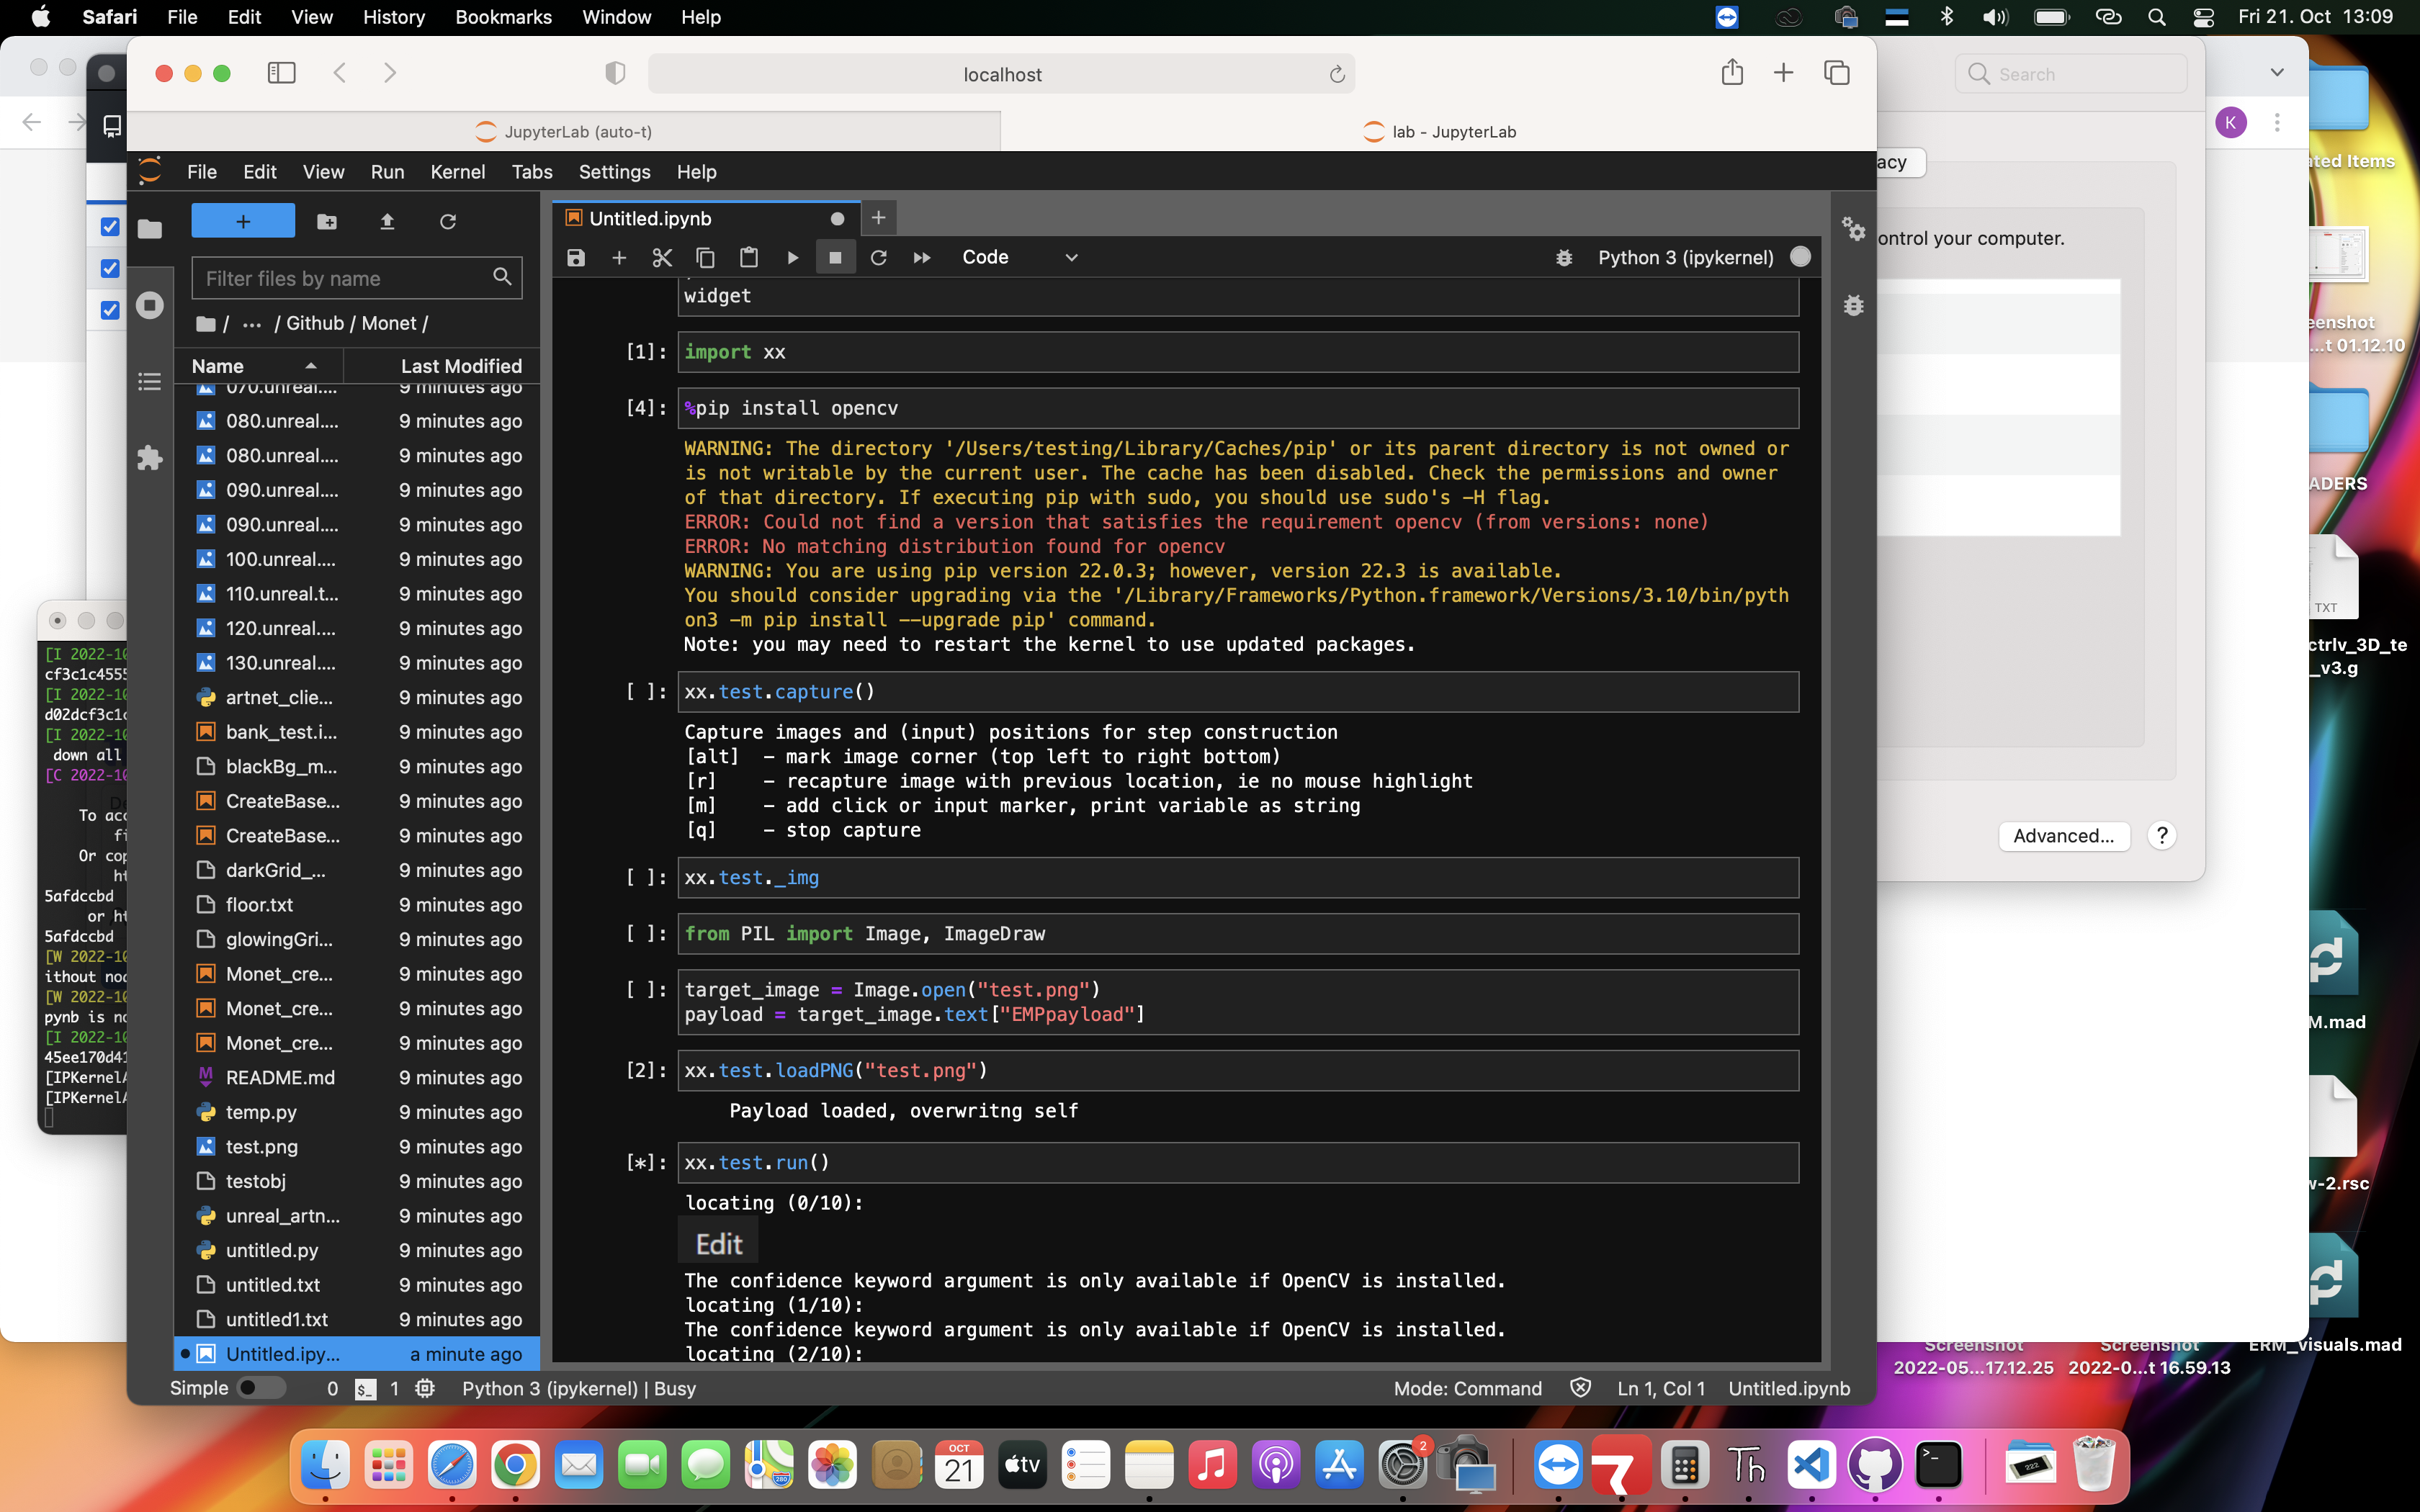 Safari File Edit View History Bookmarks Window Help
Fri 21. Oct 13:09
localhost
Search
JupyterLab (auto-t)
lab - JupyterLab
K
File Edit View Run Kernel Tabs Settings Help
acy
ontrol your computer.
Advanced...
?
+
Filter files by name
/ ... / Github / Monet /
Name Last Modified
070.unreal.... 9 minutes ago
080.unreal.... 9 minutes ago
080.unreal.... 9 minutes ago
090.unreal.... 9 minutes ago
090.unreal.... 9 minutes ago
100.unreal.... 9 minutes ago
110.unreal.t... 9 minutes ago
120.unreal.... 9 minutes ago
130.unreal.... 9 minutes ago
artnet_clie... 9 minutes ago
bank_test.i... 9 minutes ago
blackBg_m... 9 minutes ago
CreateBase... 9 minutes ago
CreateBase... 9 minutes ago
darkGrid_... 9 minutes ago
floor.txt 9 minutes ago
glowingGri... 9 minutes ago
Monet_cre... 9 minutes ago
Monet_cre... 9 minutes ago
Monet_cre... 9 minutes ago
README.md 9 minutes ago
temp.py 9 minutes ago
test.png 9 minutes ago
testobj 9 minutes ago
unreal_artn... 9 minutes ago
untitled.py 9 minutes ago
untitled.txt 9 minutes ago
untitled1.txt 9 minutes ago
Untitled.ipy... a minute ago
Untitled.ipynb
Code
Python 3 (ipykernel)
widget
[1]: import xx
[4]: %pip install opencv
WARNING: The directory '/Users/testing/Library/Caches/pip' or its parent directory is not owned or
is not writable by the current user. The cache has been disabled. Check the permissions and owner
of that directory. If executing pip with sudo, you should use sudo's -H flag.
ERROR: Could not find a version that satisfies the requirement opencv (from versions: none)
ERROR: No matching distribution found for opencv
WARNING: You are using pip version 22.0.3; however, version 22.3 is available.
You should consider upgrading via the '/Library/Frameworks/Python.framework/Versions/3.10/bin/pyth
on3 -m pip install --upgrade pip' command.
Note: you may need to restart the kernel to use updated packages.
[ ]: xx.test.capture()
Capture images and (input) positions for step construction
[alt] - mark image corner (top left to right bottom)
[r] - recapture image with previous location, ie no mouse highlight
[m] - add click or input marker, print variable as string
[q] - stop capture
[ ]: xx.test._img
[ ]: from PIL import Image, ImageDraw
[ ]: target_image = Image.open("test.png")
payload = target_image.text["EMPpayload"]
[2]: xx.test.loadPNG("test.png")
Payload loaded, overwritng self
[*]: xx.test.run()
locating (0/10):
Edit
The confidence keyword argument is only available if OpenCV is installed.
locating (1/10):
The confidence keyword argument is only available if OpenCV is installed.
locating (2/10):
Simple 0 $_ 1 Python 3 (ipykernel) | Busy
Mode: Command Ln 1, Col 1 Untitled.ipynb
[I 2022-10
cf3c1c4555
[I 2022-10
d02dcf3c1c
[I 2022-10
down all
[C 2022-10
To acc
fi
Or cop
ht
5afdccbd
or ht
5afdccbd
[W 2022-10
ithout noc
[W 2022-10
pynb is no
[I 2022-10
45ee170d41
[IPKernelA
[IPKernelA
ated Items
eenshot
...t 01.12.10
ADERS
TXT
ctrlv_3D_te
_v3.g
M.mad
w-2.rsc
Screenshot
2022-05...17.12.25
Screenshot
2022-0...t 16.59.13
ERM_visuals.mad
OCT
21
tv
2
Th
>_
222